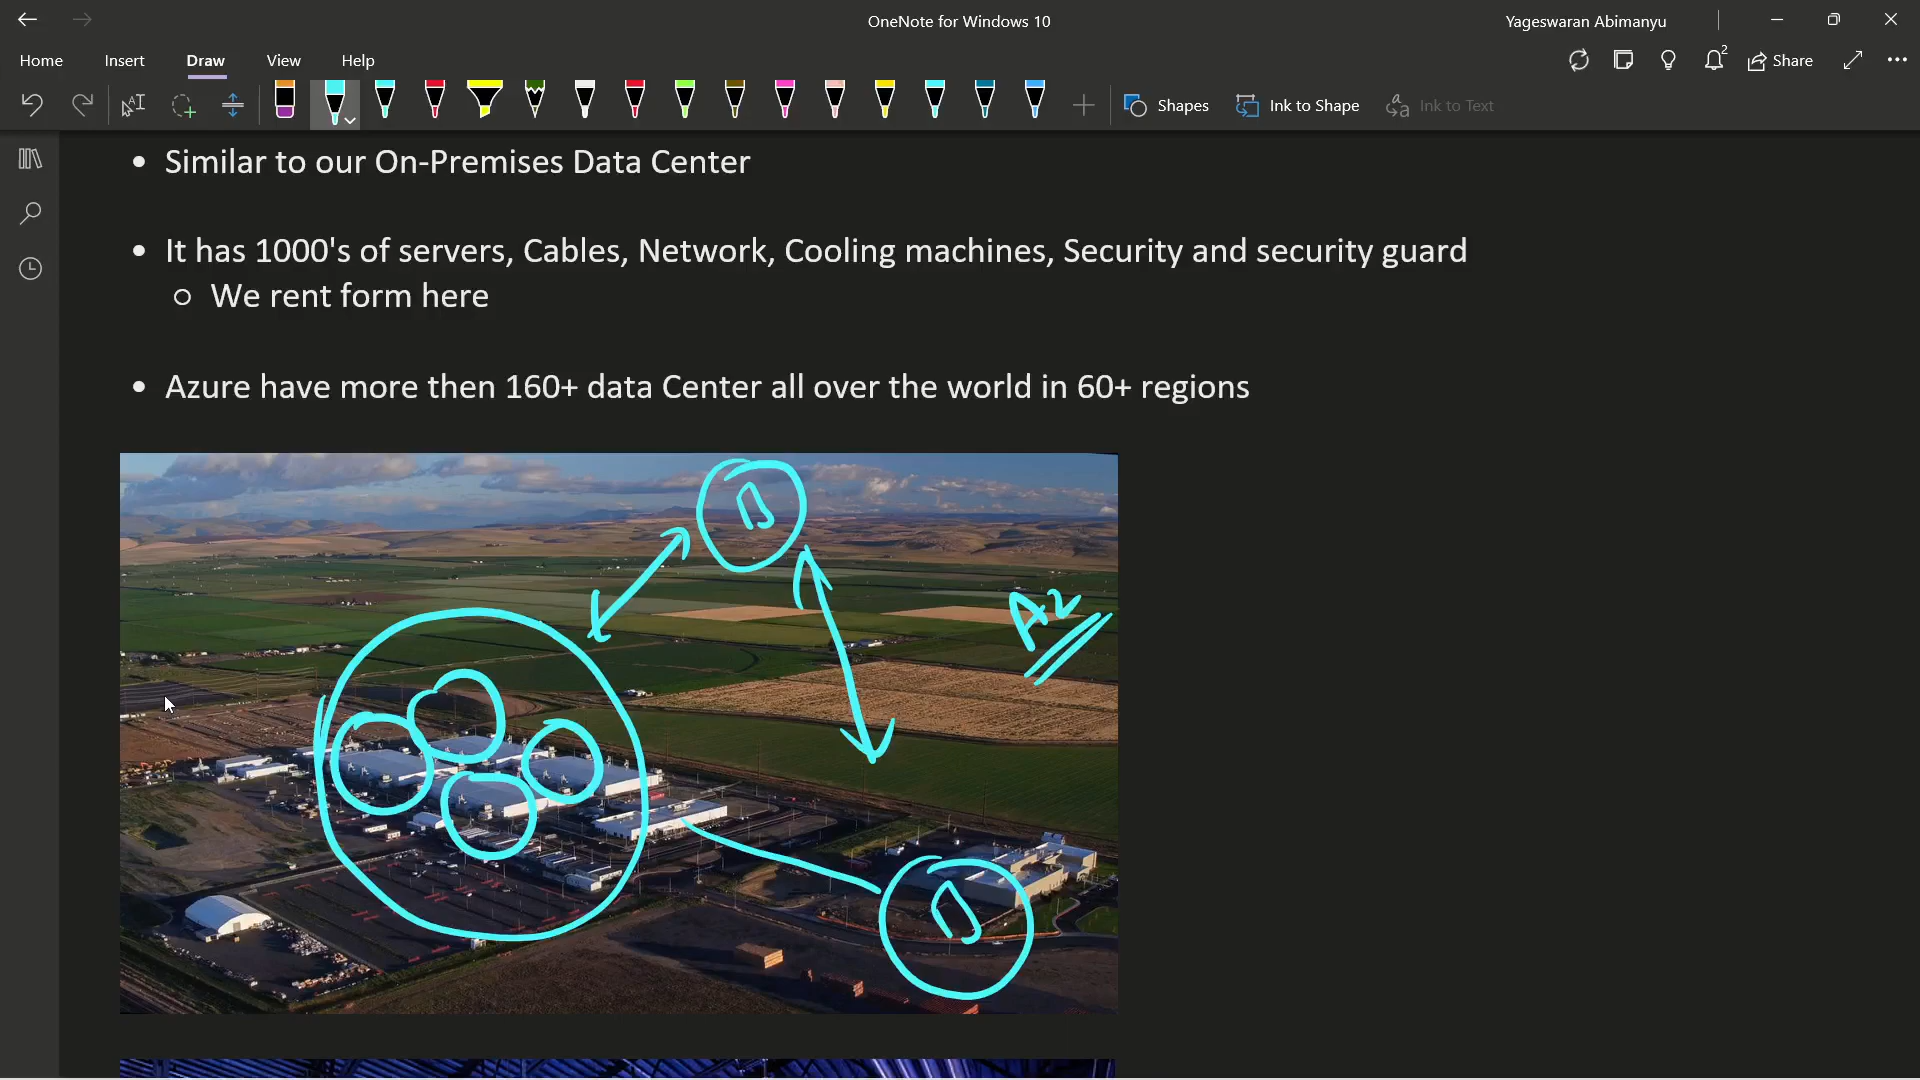 OneNote for Windows 10
Yageswaran Abimanyu
Home Insert Draw View Help
2
Share
Shapes
Ink to Shape
Ink to Text
• Similar to our On-Premises Data Center
• It has 1000's of servers, Cables, Network, Cooling machines, Security and security guard
○ We rent form here
• Azure have more then 160+ data Center all over the world in 60+ regions
D
AZ
D